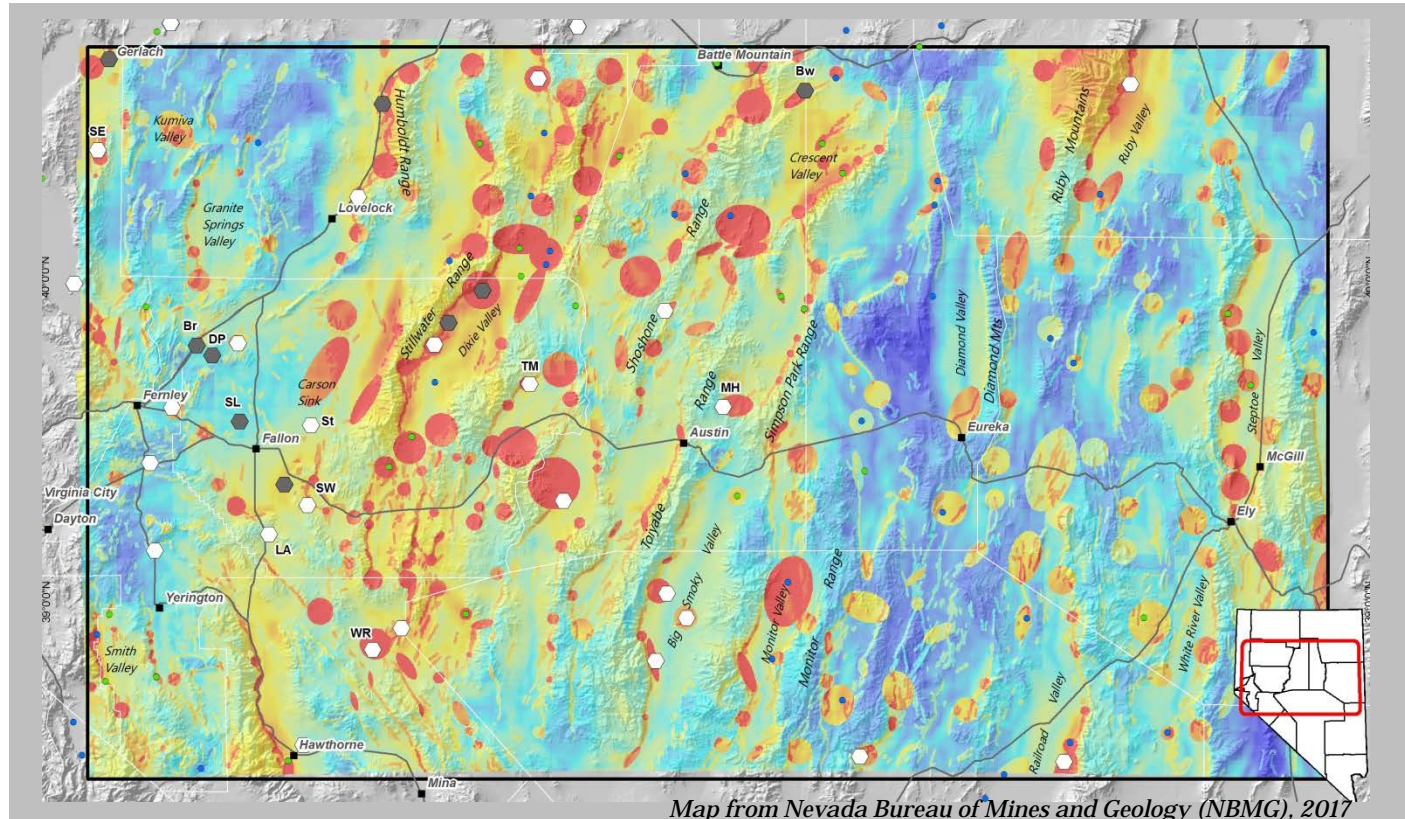 Gerlach
Battle Mountain
Bw
SE
Kumiva
Valley
Humboldt Range
Ruby Mountains
Ruby Valley
Crescent
Valley
Granite
Springs
Valley
Lovelock
Range
40°0'0"N
Stillwater Range
Dixie Valley
Shoshone
Diamond Valley
Diamond Mts
Simpson Park Range
Steptoe Valley
Br
DP
Carson
Sink
TM
MH
Range
Fernley
SL
St
Fallon
Austin
Eureka
McGill
Virginia City
SW
Dayton
LA
Ely
Toiyabe
Big Smoky Valley
Monitor Valley
Monitor Range
39°0'0"N
Yerington
WR
Smith
Valley
White River Valley
Railroad Valley
Hawthorne
Mina
Map from Nevada Bureau of Mines and Geology (NBMG), 2017